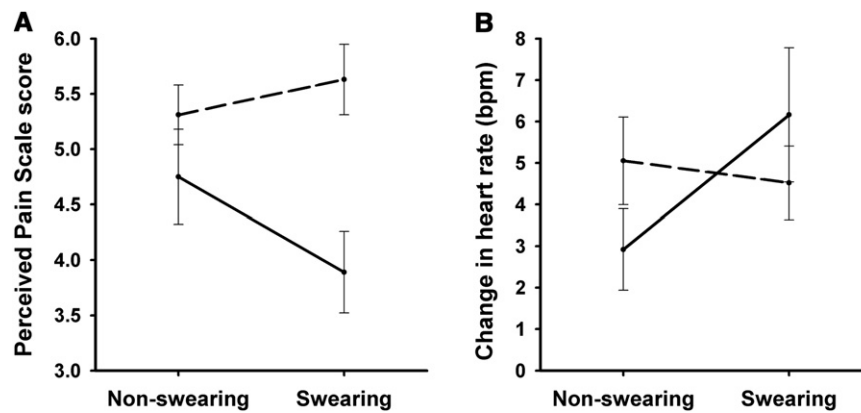 A
Perceived Pain Scale score
6.0
5.5
5.0
4.5
4.0
3.5
3.0
Non-swearing Swearing
B
Change in heart rate (bpm)
8
7
6
5
4
3
2
1
0
Non-swearing Swearing